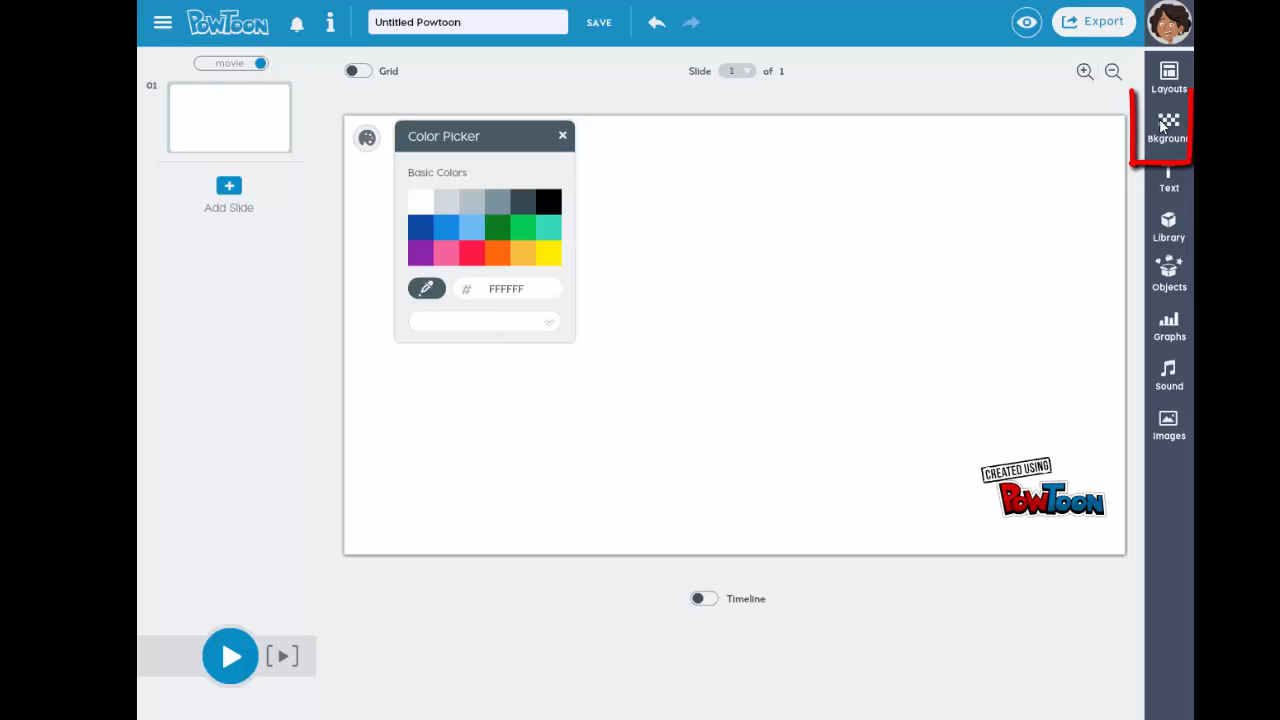 POWTOON
Untitled Powtoon
SAVE
Export
movie
01
Add Slide
Grid
Slide 1 of 1
Color Picker
Basic Colors
# FFFFFF
CREATED USING
POWTOON
Timeline
Layouts
Bkgroun
Text
Library
Objects
Graphs
Sound
Images